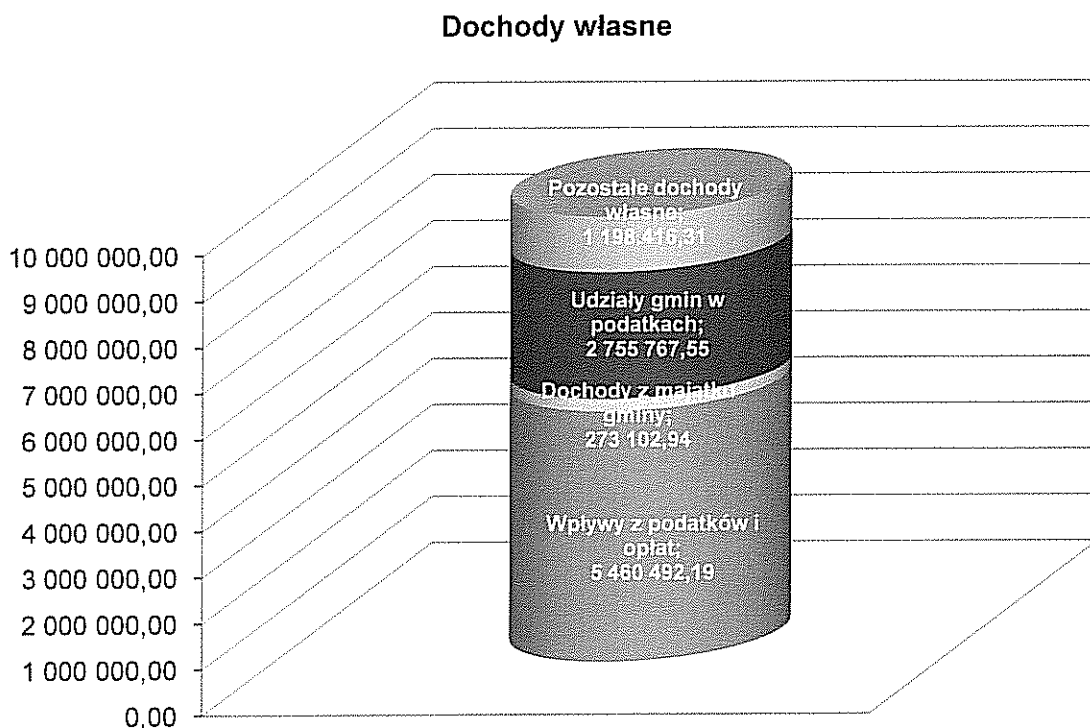 Dochody własne
10 000 000,00
9 000 000,00
8 000 000,00
7 000 000,00
6 000 000,00
5 000 000,00
4 000 000,00
3 000 000,00
2 000 000,00
1 000 000,00
0,00
Pozostałe dochody
własne;
1 198 416,31
Udziały gmin w
podatkach;
2 755 767,55
Dochody z majątku
gminy;
273 102,94
Wpływy z podatków i
opłat;
5 460 492,19